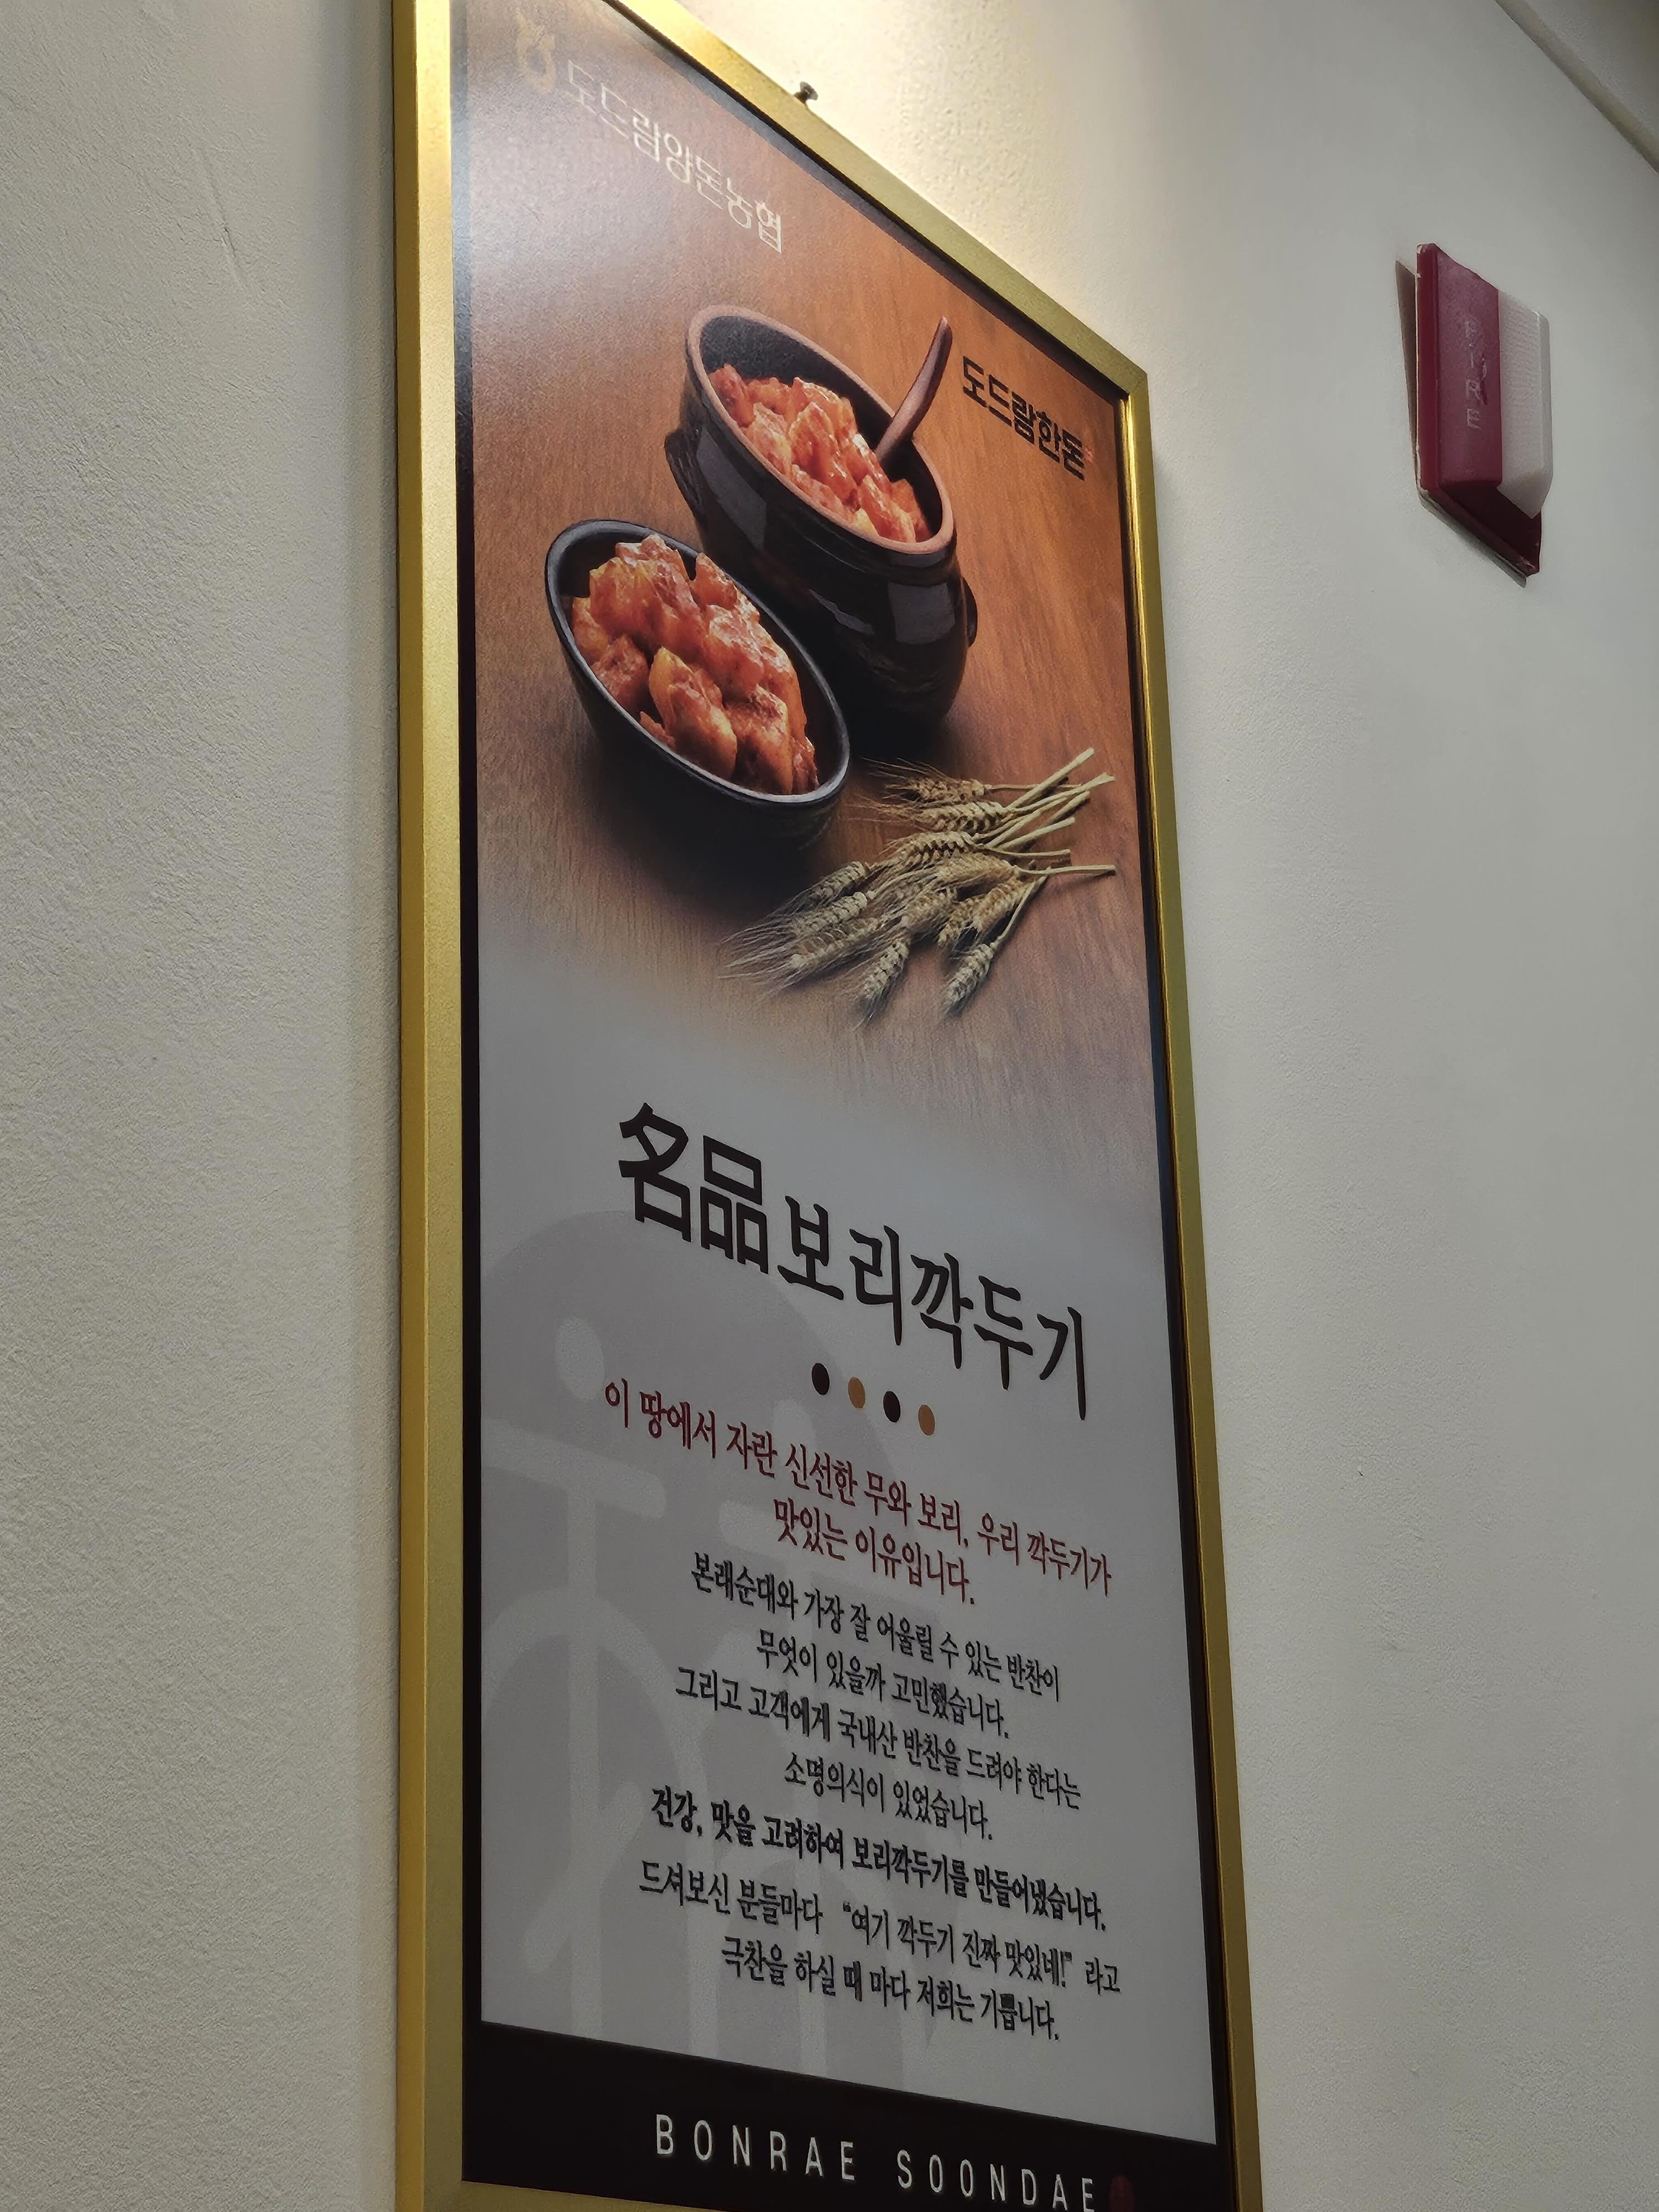 도드람양돈농협
도드람한돈
FIRE
名品 보리깍두기
이 땅에서 자란 신선한 무와 보리, 우리 깍두기가
맛있는 이유입니다.
본래순대와 가장 잘 어울릴 수 있는 반찬이
무엇이 있을까 고민했습니다.
그리고 고객에게 국내산 반찬을 드려야 한다는
소명의식이 있었습니다.
건강, 맛을 고려하여 보리깍두기를 만들어냈습니다.
드셔보신 분들마다 "여기 깍두기 진짜 맛있네!" 라고
극찬을 하실 때 마다 저희는 기쁩니다.
BONRAE SOONDAE